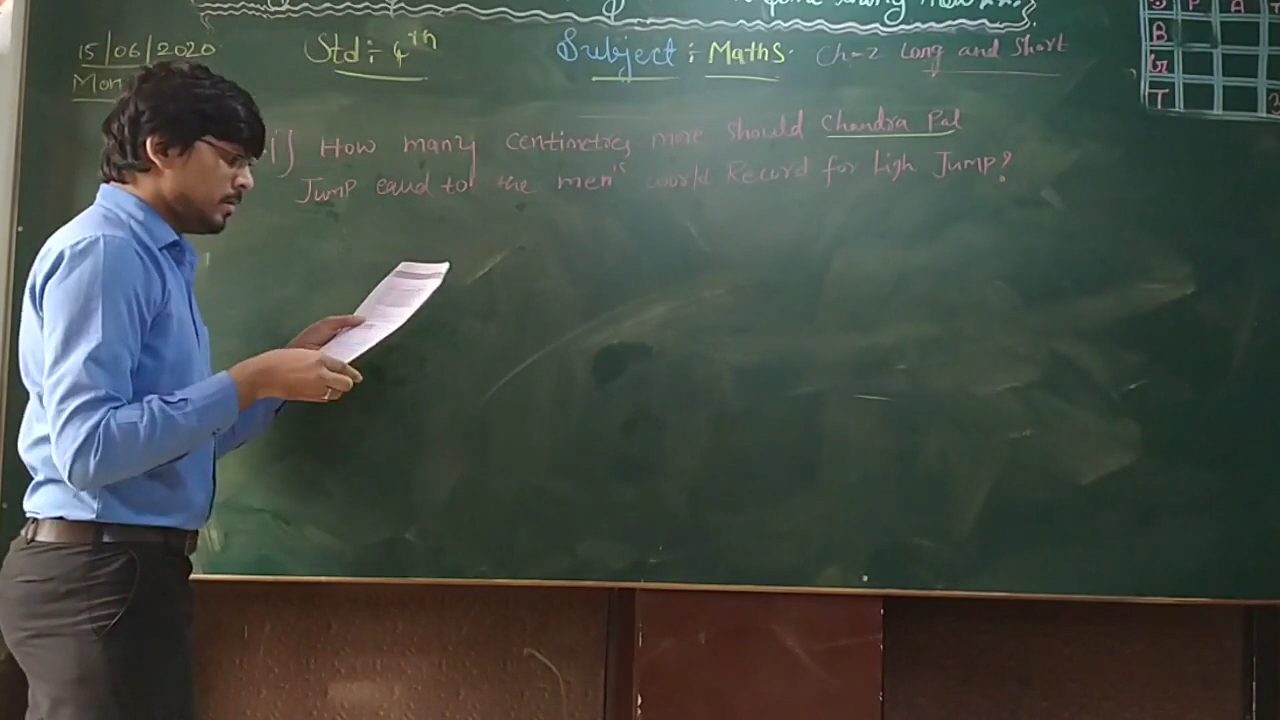 15/06/2020 Std :- 4th Subject : Maths. Ch-2 Long and Short
Mon
1) How many centimetres more should Chandra Pal
Jump equal to the men's world Record for high Jump?
S P A T
B
G
T